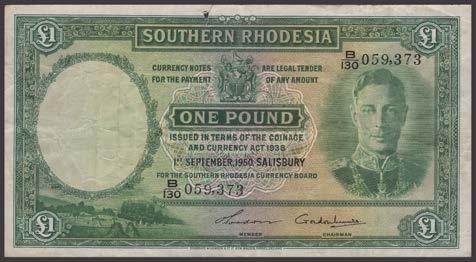 £1 SOUTHERN RHODESIA £1
CURRENCY NOTES ARE LEGAL TENDER
FOR THE PAYMENT OF ANY AMOUNT
B/130 059,373
ONE POUND
ISSUED IN TERMS OF THE COINAGE
AND CURRENCY ACT 1938
1ST SEPTEMBER, 1950, SALISBURY
FOR THE SOUTHERN RHODESIA CURRENCY BOARD
B/130 059,373
MEMBER CHAIRMAN
£1 £1